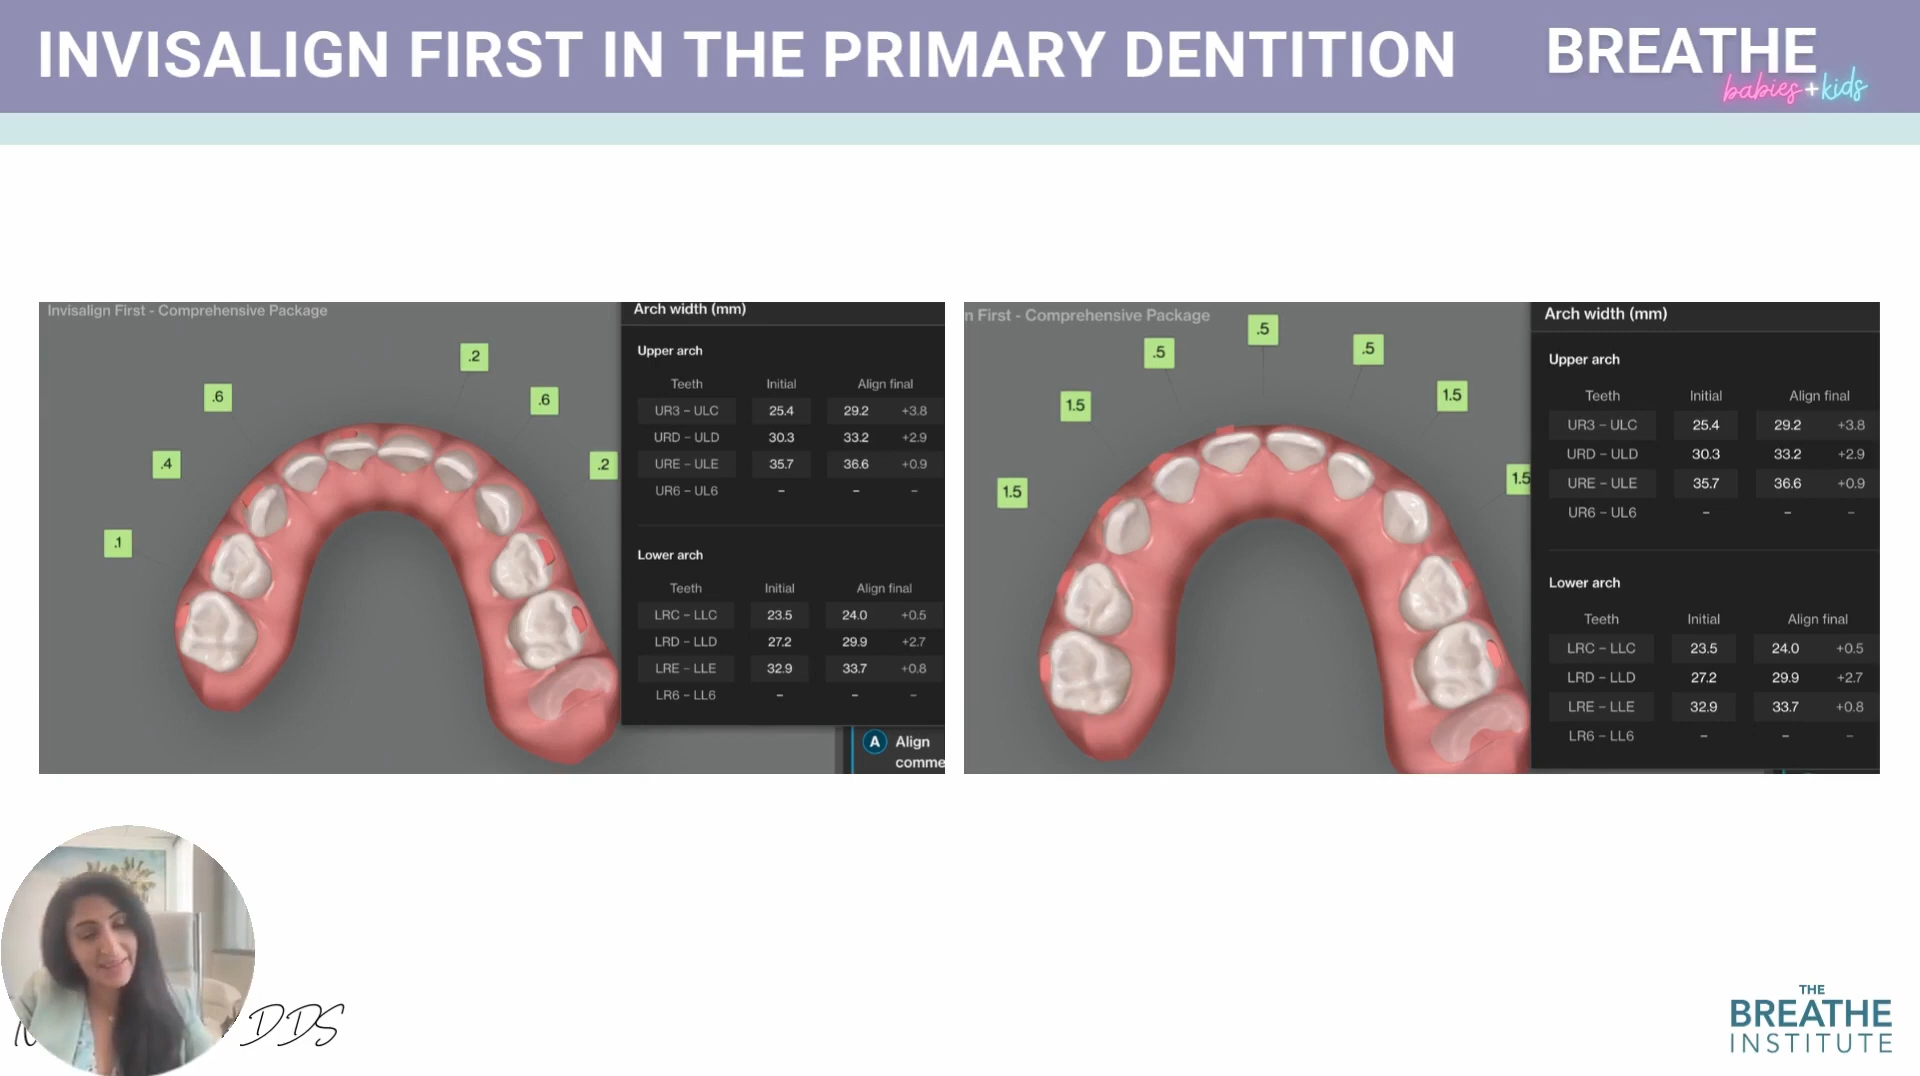 INVISALIGN FIRST IN THE PRIMARY DENTITION
BREATHE
babies+kids
Invisalign First - Comprehensive Package
.2
.6
.6
.4
.2
.1
Arch width (mm)
Upper arch
Teeth Initial Align final
UR3 – ULC 25.4 29.2 +3.8
URD – ULD 30.3 33.2 +2.9
URE – ULE 35.7 36.6 +0.9
UR6 – UL6 – – –
Lower arch
Teeth Initial Align final
LRC – LLC 23.5 24.0 +0.5
LRD – LLD 27.2 29.9 +2.7
LRE – LLE 32.9 33.7 +0.8
LR6 – LL6 – – –
A Align
comme
n First - Comprehensive Package
.5
.5
.5
1.5
1.5
1.5
1.5
Arch width (mm)
Upper arch
Teeth Initial Align final
UR3 – ULC 25.4 29.2 +3.8
URD – ULD 30.3 33.2 +2.9
URE – ULE 35.7 36.6 +0.9
UR6 – UL6 – – –
Lower arch
Teeth Initial Align final
LRC – LLC 23.5 24.0 +0.5
LRD – LLD 27.2 29.9 +2.7
LRE – LLE 32.9 33.7 +0.8
LR6 – LL6 – – –
DDS
THE
BREATHE
INSTITUTE